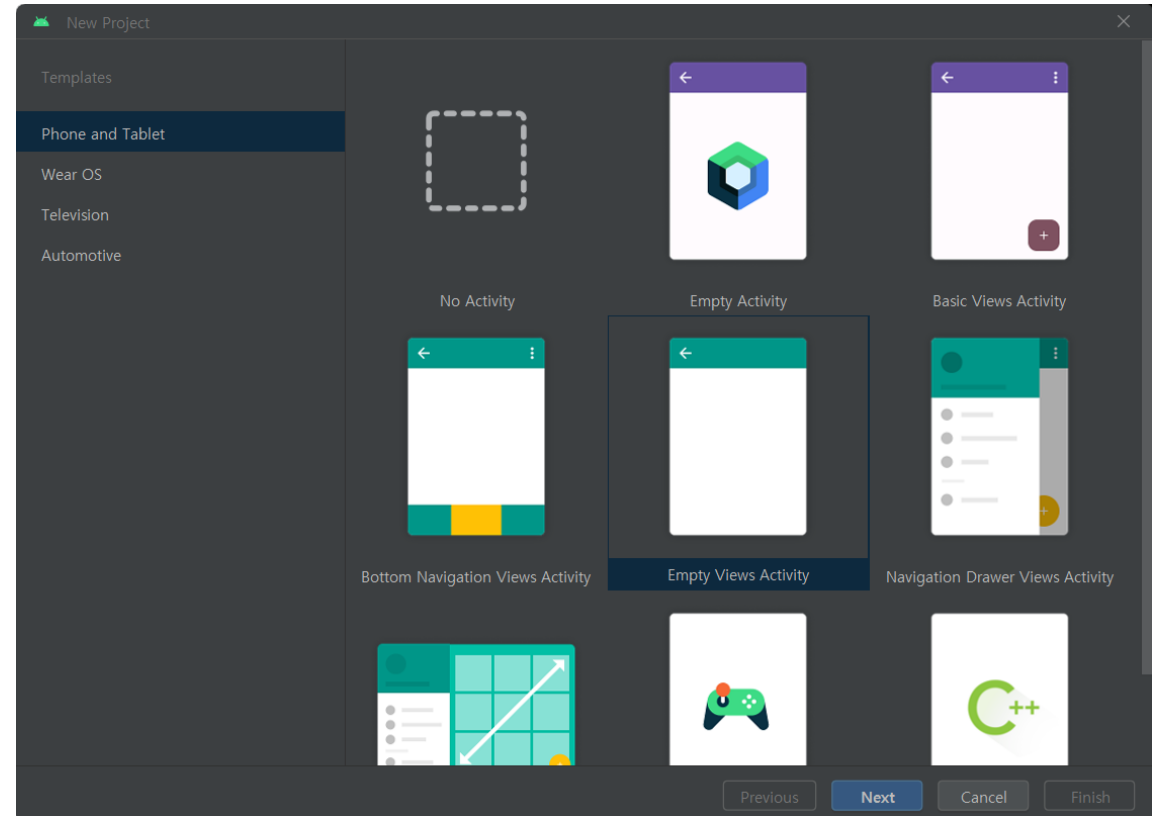 New Project
Templates
Phone and Tablet
Wear OS
Television
Automotive
No Activity
Empty Activity
Basic Views Activity
Bottom Navigation Views Activity
Empty Views Activity
Navigation Drawer Views Activity
C++
Previous
Next
Cancel
Finish